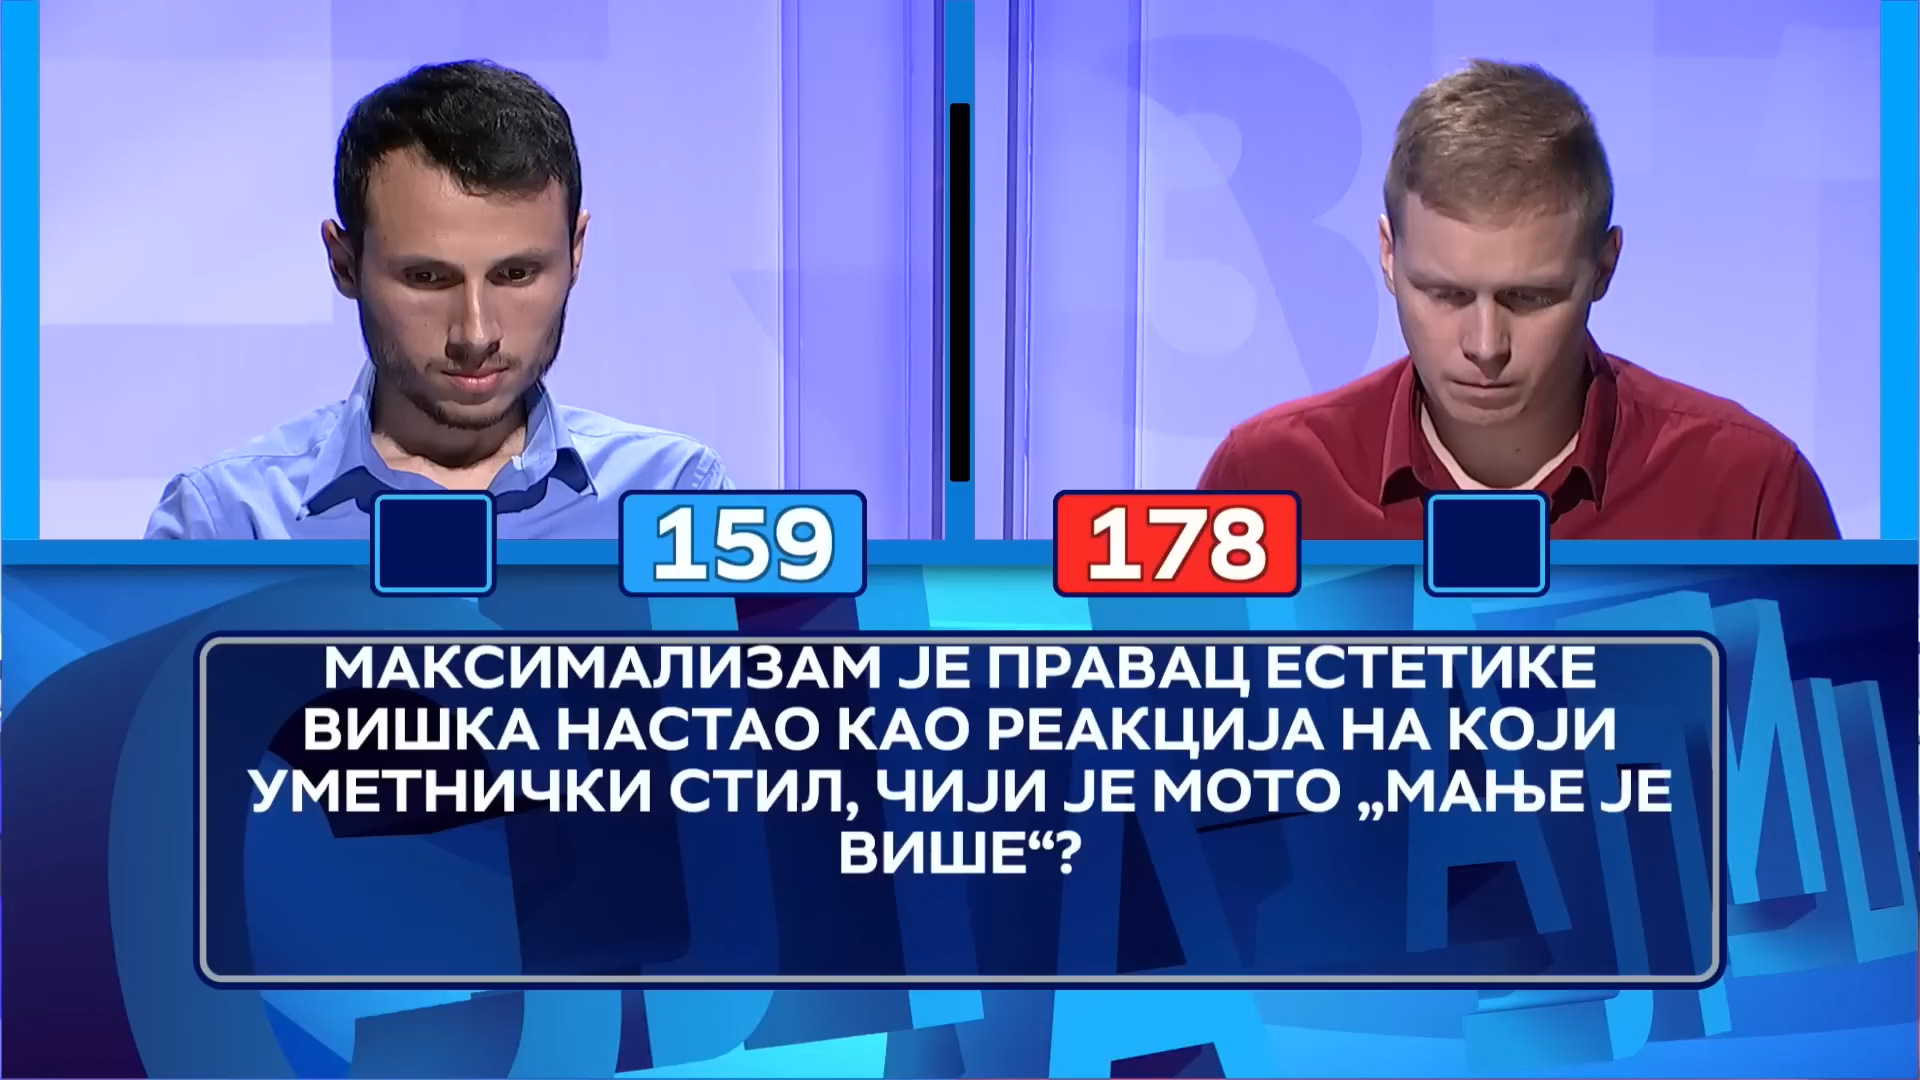 159
178
МАКСИМАЛИЗАМ ЈЕ ПРАВАЦ ЕСТЕТИКЕ
ВИШКА НАСТАО КАО РЕАКЦИЈА НА КОЈИ
УМЕТНИЧКИ СТИЛ, ЧИЈИ ЈЕ МОТО „МАЊЕ ЈЕ
ВИШЕ“?